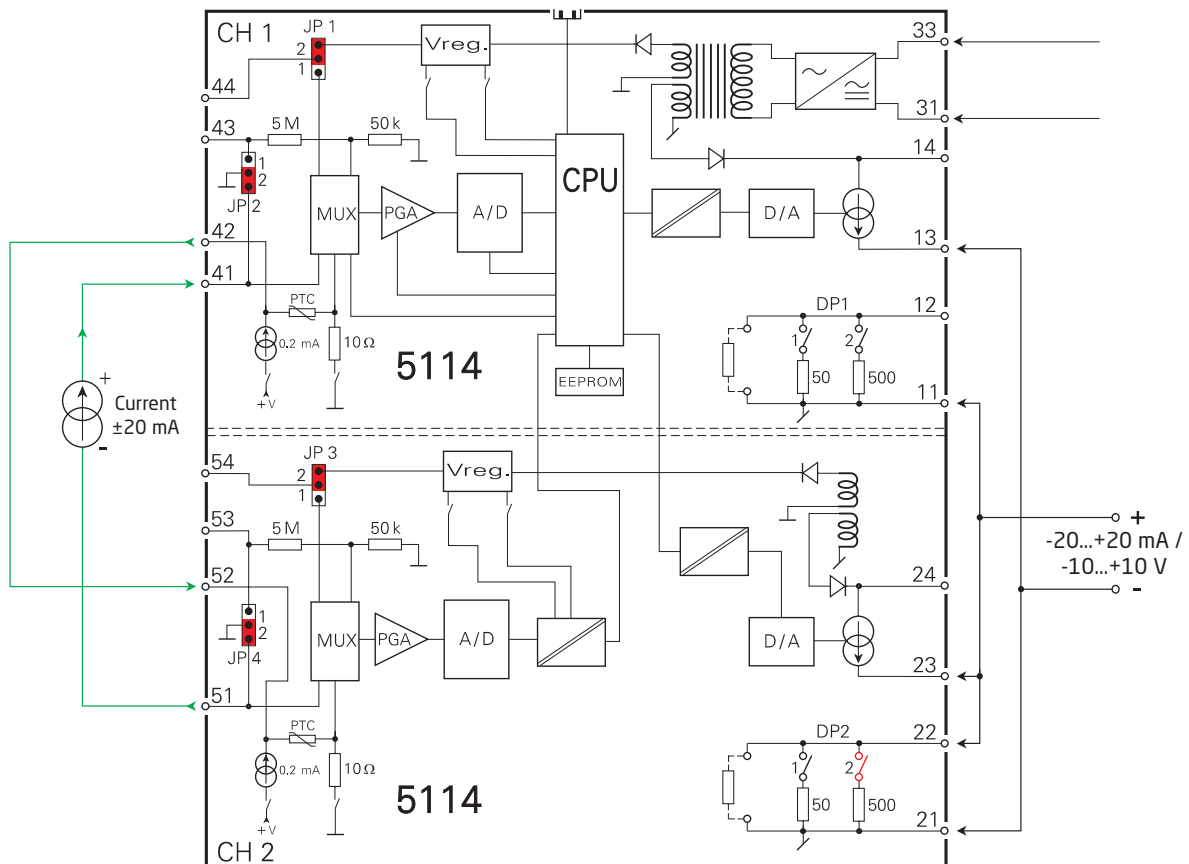 CH 1
JP 1
2
1
Vreg.
33
44
31
43
5 M
50 k
14
1
2
JP 2
MUX
PGA
A/D
CPU
D/A
42
13
41
PTC
0.2 mA
10Ω
+V
5114
EEPROM
12
DP1
1
2
50
500
11
+
Current
±20 mA
-
54
JP 3
2
1
Vreg.
53
5 M
50 k
52
1
2
JP 4
MUX
PGA
A/D
D/A
24
23
+
-20...+20 mA /
-10...+10 V
-
51
PTC
0.2 mA
10Ω
+V
5114
22
DP2
1
2
50
500
21
CH 2